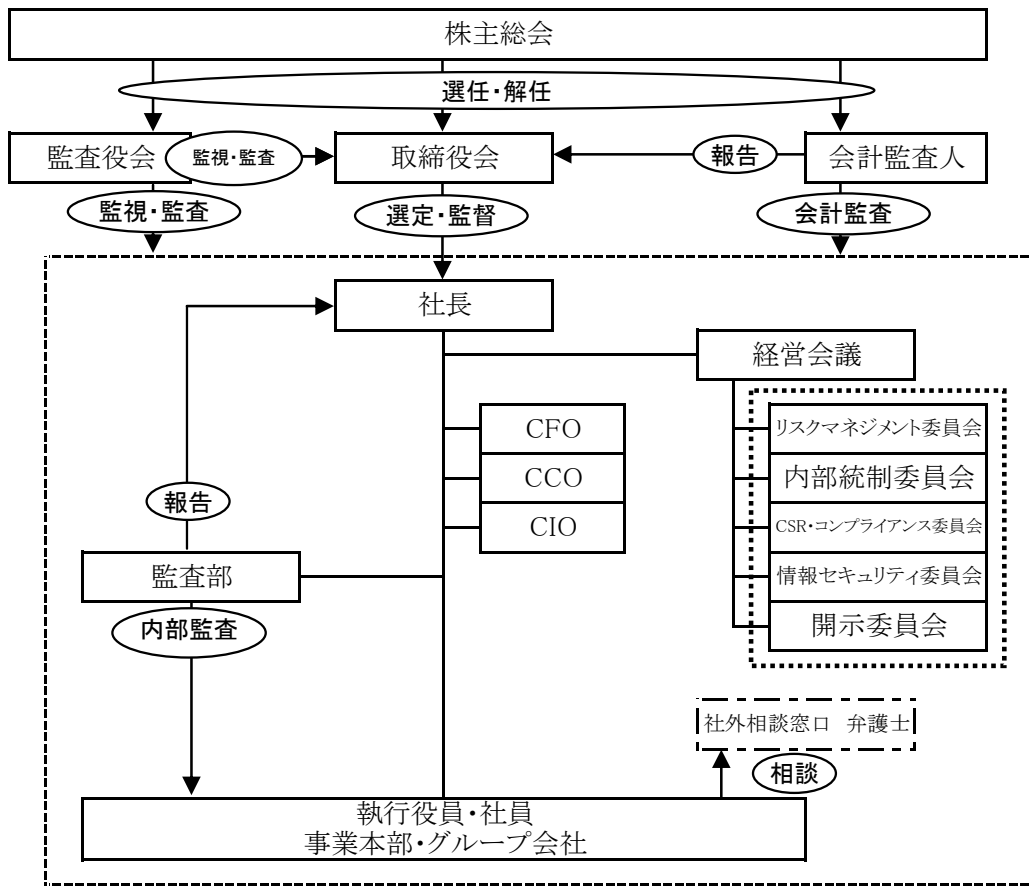 株主総会
選任・解任
監査役会
監視・監査
取締役会
報告
会計監査人
監視・監査
選定・監督
会計監査
社長
経営会議
CFO
CCO
CIO
リスクマネジメント委員会
内部統制委員会
CSR・コンプライアンス委員会
情報セキュリティ委員会
開示委員会
報告
監査部
内部監査
社外相談窓口　弁護士
相談
執行役員・社員
事業本部・グループ会社